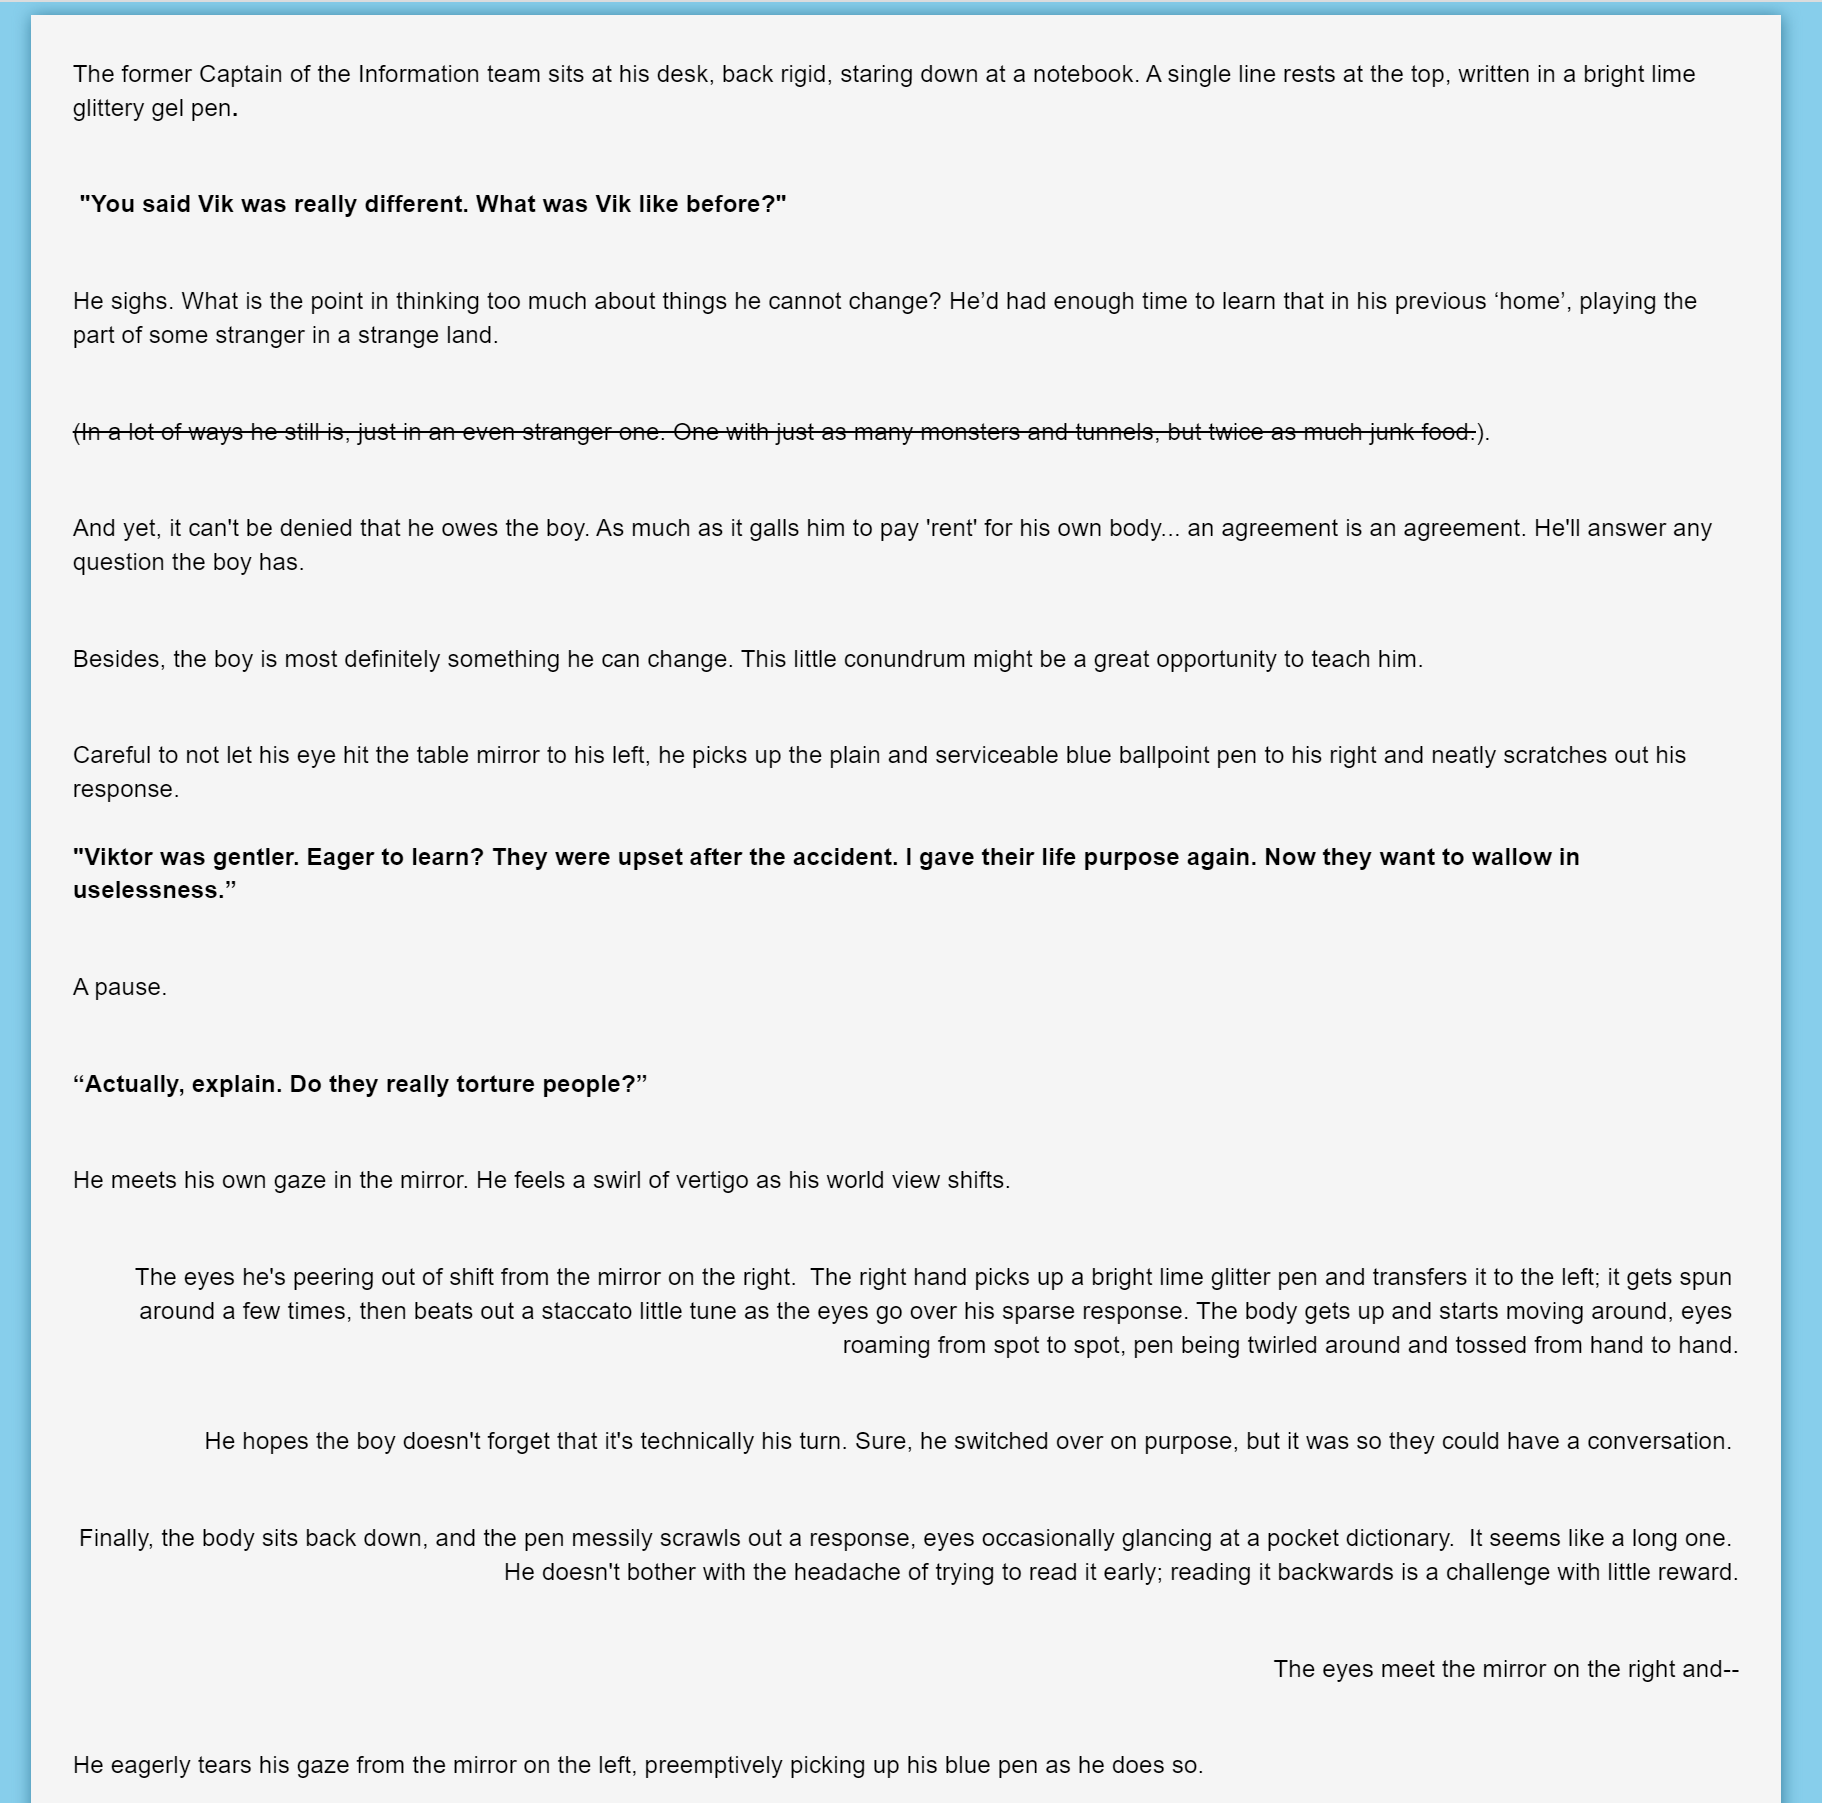 The former Captain of the Information team sits at his desk, back rigid, staring down at a notebook. A single line rests at the top, written in a bright lime
glittery gel pen.
"You said Vik was really different. What was Vik like before?"
He sighs. What is the point in thinking too much about things he cannot change? He’d had enough time to learn that in his previous ‘home’, playing the
part of some stranger in a strange land.
(In a lot of ways he still is, just in an even stranger one. One with just as many monsters and tunnels, but twice as much junk food.).
And yet, it can't be denied that he owes the boy. As much as it galls him to pay 'rent' for his own body... an agreement is an agreement. He'll answer any
question the boy has.
Besides, the boy is most definitely something he can change. This little conundrum might be a great opportunity to teach him.
Careful to not let his eye hit the table mirror to his left, he picks up the plain and serviceable blue ballpoint pen to his right and neatly scratches out his
response.
"Viktor was gentler. Eager to learn? They were upset after the accident. I gave their life purpose again. Now they want to wallow in
uselessness.”
A pause.
“Actually, explain. Do they really torture people?”
He meets his own gaze in the mirror. He feels a swirl of vertigo as his world view shifts.
The eyes he's peering out of shift from the mirror on the right.  The right hand picks up a bright lime glitter pen and transfers it to the left; it gets spun
around a few times, then beats out a staccato little tune as the eyes go over his sparse response. The body gets up and starts moving around, eyes
roaming from spot to spot, pen being twirled around and tossed from hand to hand.
He hopes the boy doesn't forget that it's technically his turn. Sure, he switched over on purpose, but it was so they could have a conversation.
Finally, the body sits back down, and the pen messily scrawls out a response, eyes occasionally glancing at a pocket dictionary.  It seems like a long one.
He doesn't bother with the headache of trying to read it early; reading it backwards is a challenge with little reward.
The eyes meet the mirror on the right and--
He eagerly tears his gaze from the mirror on the left, preemptively picking up his blue pen as he does so.